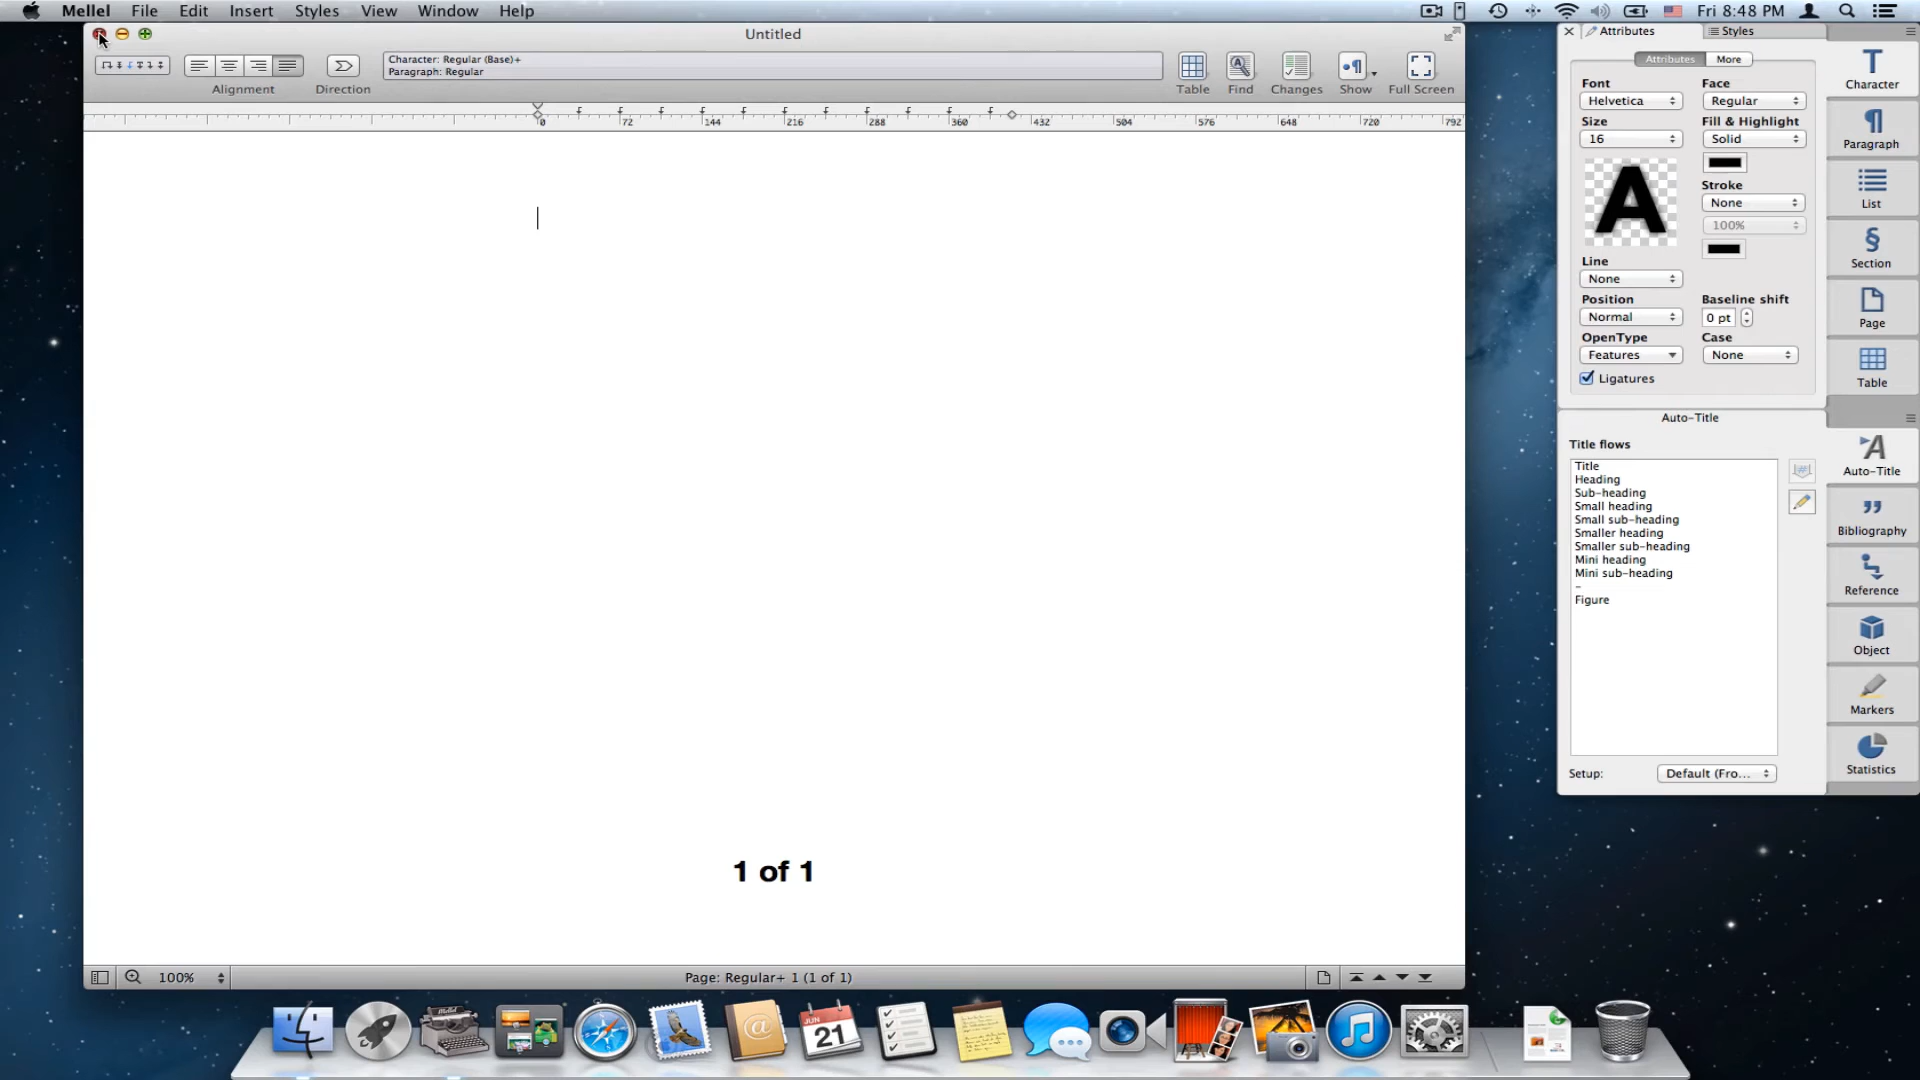 Mellel File Edit Insert Styles View Window Help
Fri 8:48 PM
Untitled
Alignment
Direction
Character: Regular (Base)+
Paragraph: Regular
Table
Find
Changes
Show
Full Screen
0 72 144 216 288 360 432 504 576 648 720 792
1 of 1
100%
Page: Regular+ 1 (1 of 1)
Attributes
Styles
Attributes
More
Font
Face
Helvetica
Regular
Size
Fill & Highlight
16
Solid
A
Stroke
None
100%
Line
None
Position
Baseline shift
Normal
0 pt
OpenType
Case
Features
None
Ligatures
Auto-Title
Title flows
Title
Heading
Sub-heading
Small heading
Small sub-heading
Smaller heading
Smaller sub-heading
Mini heading
Mini sub-heading
-
Figure
Setup:
Default (Fro...
Character
Paragraph
List
Section
Page
Table
Auto-Title
Bibliography
Reference
Object
Markers
Statistics
JUN
21